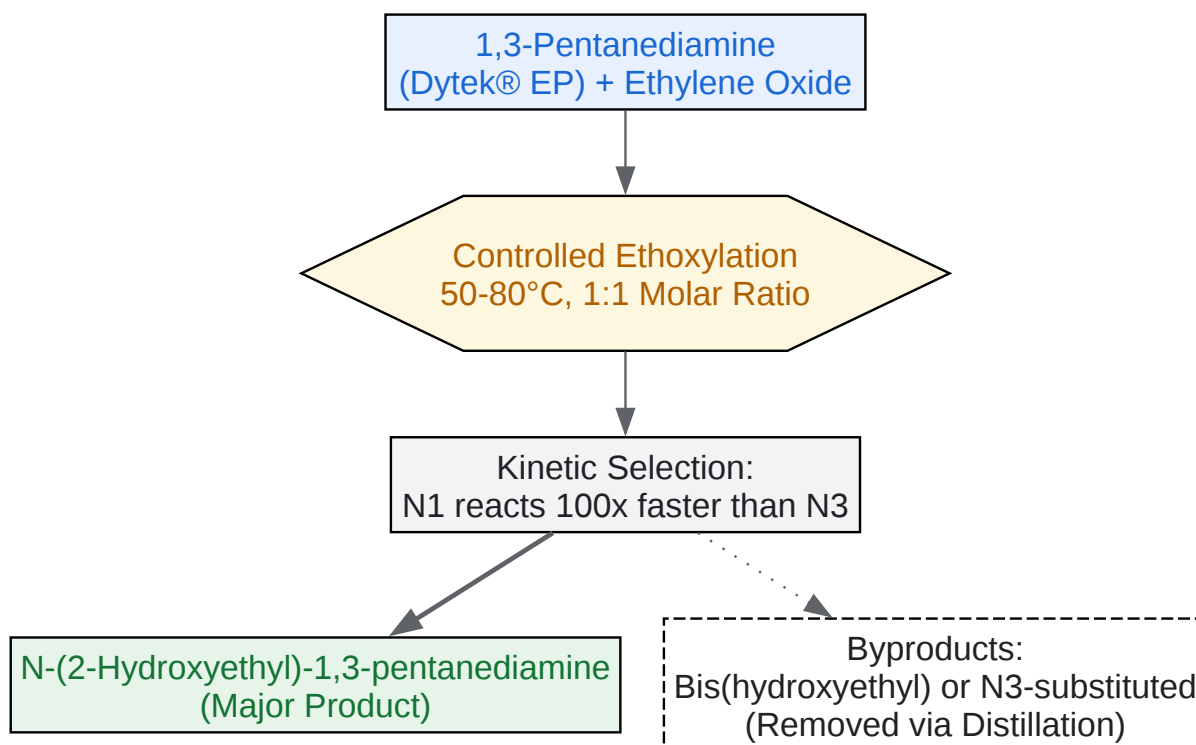 1,3-Pentanediamine
(Dytek® EP) + Ethylene Oxide
Controlled Ethoxylation
50-80°C, 1:1 Molar Ratio
Kinetic Selection:
N1 reacts 100x faster than N3
N-(2-Hydroxyethyl)-1,3-pentanediamine
(Major Product)
Byproducts:
Bis(hydroxyethyl) or N3-substituted
(Removed via Distillation)